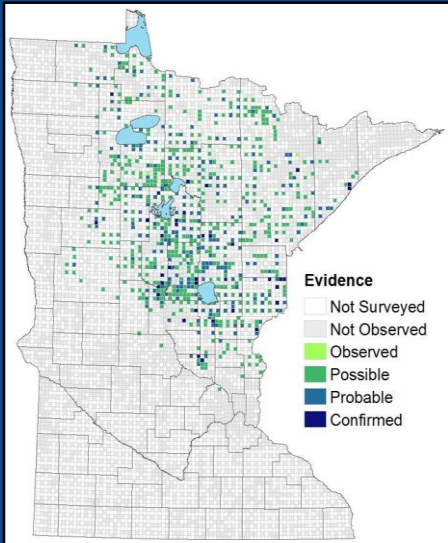 Evidence
Not Surveyed
Not Observed
Observed
Possible
Probable
Confirmed